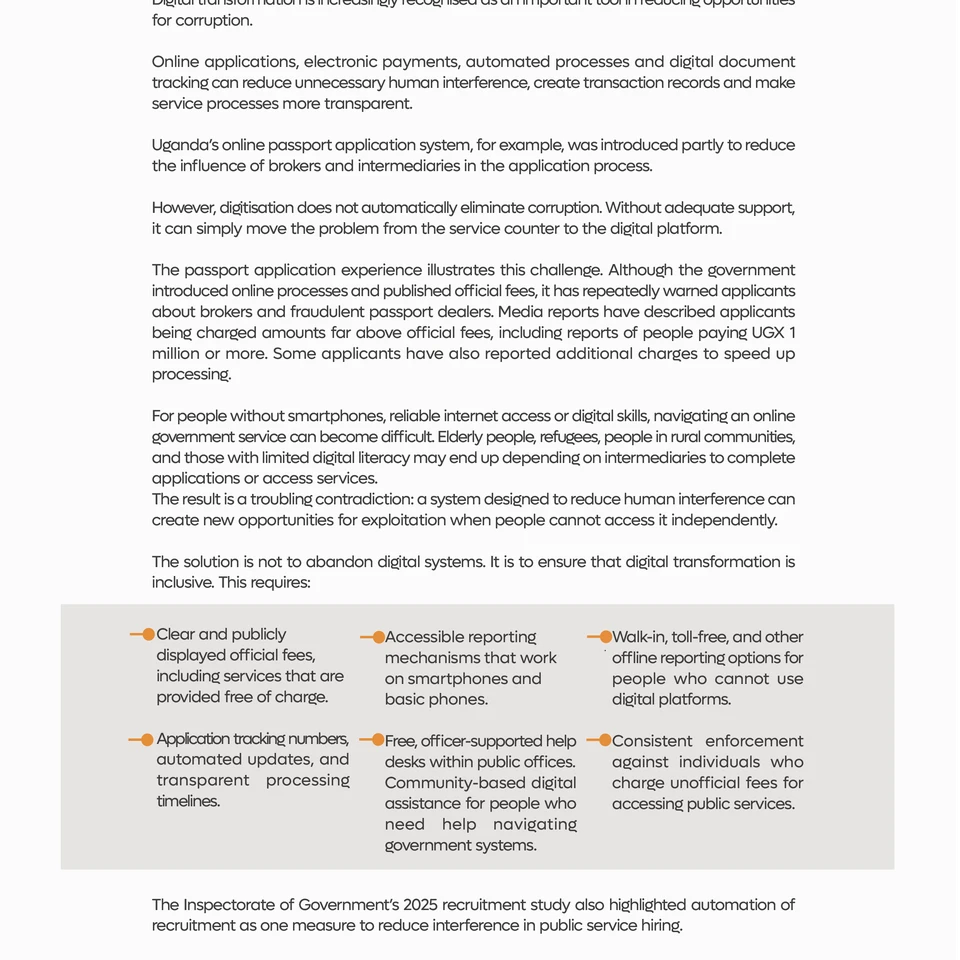 Digital transformation is increasingly recognised as an important tool in reducing opportunities
for corruption.
Online applications, electronic payments, automated processes and digital document
tracking can reduce unnecessary human interference, create transaction records and make
service processes more transparent.
Uganda's online passport application system, for example, was introduced partly to reduce
the influence of brokers and intermediaries in the application process.
However, digitisation does not automatically eliminate corruption. Without adequate support,
it can simply move the problem from the service counter to the digital platform.
The passport application experience illustrates this challenge. Although the government
introduced online processes and published official fees, it has repeatedly warned applicants
about brokers and fraudulent passport dealers. Media reports have described applicants
being charged amounts far above official fees, including reports of people paying UGX 1
million or more. Some applicants have also reported additional charges to speed up
processing.
For people without smartphones, reliable internet access or digital skills, navigating an online
government service can become difficult. Elderly people, refugees, people in rural communities,
and those with limited digital literacy may end up depending on intermediaries to complete
applications or access services.
The result is a troubling contradiction: a system designed to reduce human interference can
create new opportunities for exploitation when people cannot access it independently.
The solution is not to abandon digital systems. It is to ensure that digital transformation is
inclusive. This requires:
Clear and publicly
displayed official fees,
including services that are
provided free of charge.
Accessible reporting
mechanisms that work
on smartphones and
basic phones.
Walk-in, toll-free, and other
offline reporting options for
people who cannot use
digital platforms.
Application tracking numbers,
automated updates, and
transparent processing
timelines.
Free, officer-supported help
desks within public offices.
Community-based digital
assistance for people who
need help navigating
government systems.
Consistent enforcement
against individuals who
charge unofficial fees for
accessing public services.
The Inspectorate of Government's 2025 recruitment study also highlighted automation of
recruitment as one measure to reduce interference in public service hiring.